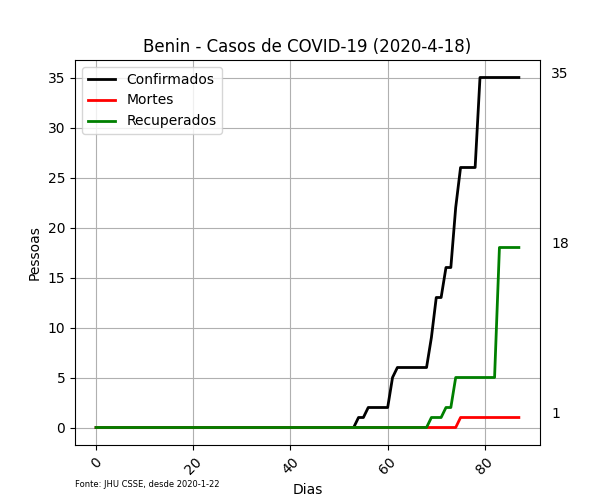 Benin - Casos de COVID-19 (2020-4-18)
Confirmados
Mortes
Recuperados
Pessoas
35
30
25
20
15
10
5
0
35
18
1
0
20
40
60
80
Dias
Fonte: JHU CSSE, desde 2020-1-22